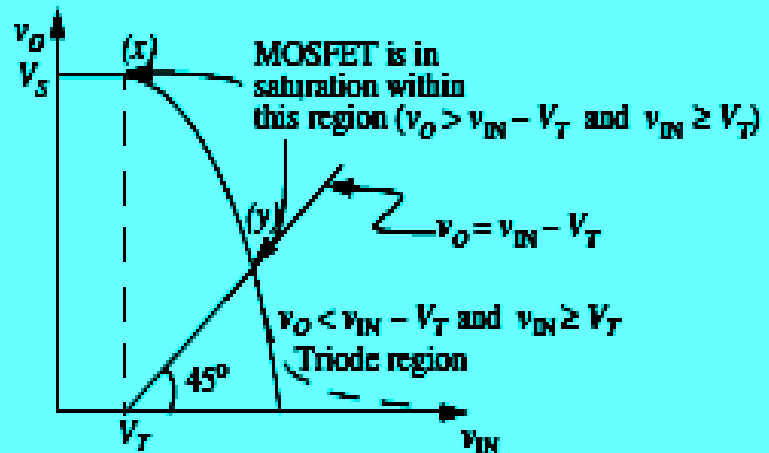 v_O
V_S
(x)
MOSFET is in
saturation within
this region (v_O > v_IN – V_T and v_IN ≥ V_T)
(y)
v_O = v_IN – V_T
v_O < v_IN – V_T and v_IN ≥ V_T
Triode region
45°
V_T
v_IN